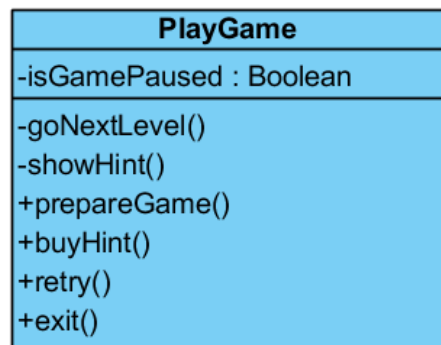 PlayGame
-isGamePaused : Boolean
-goNextLevel()
-showHint()
+prepareGame()
+buyHint()
+retry()
+exit()